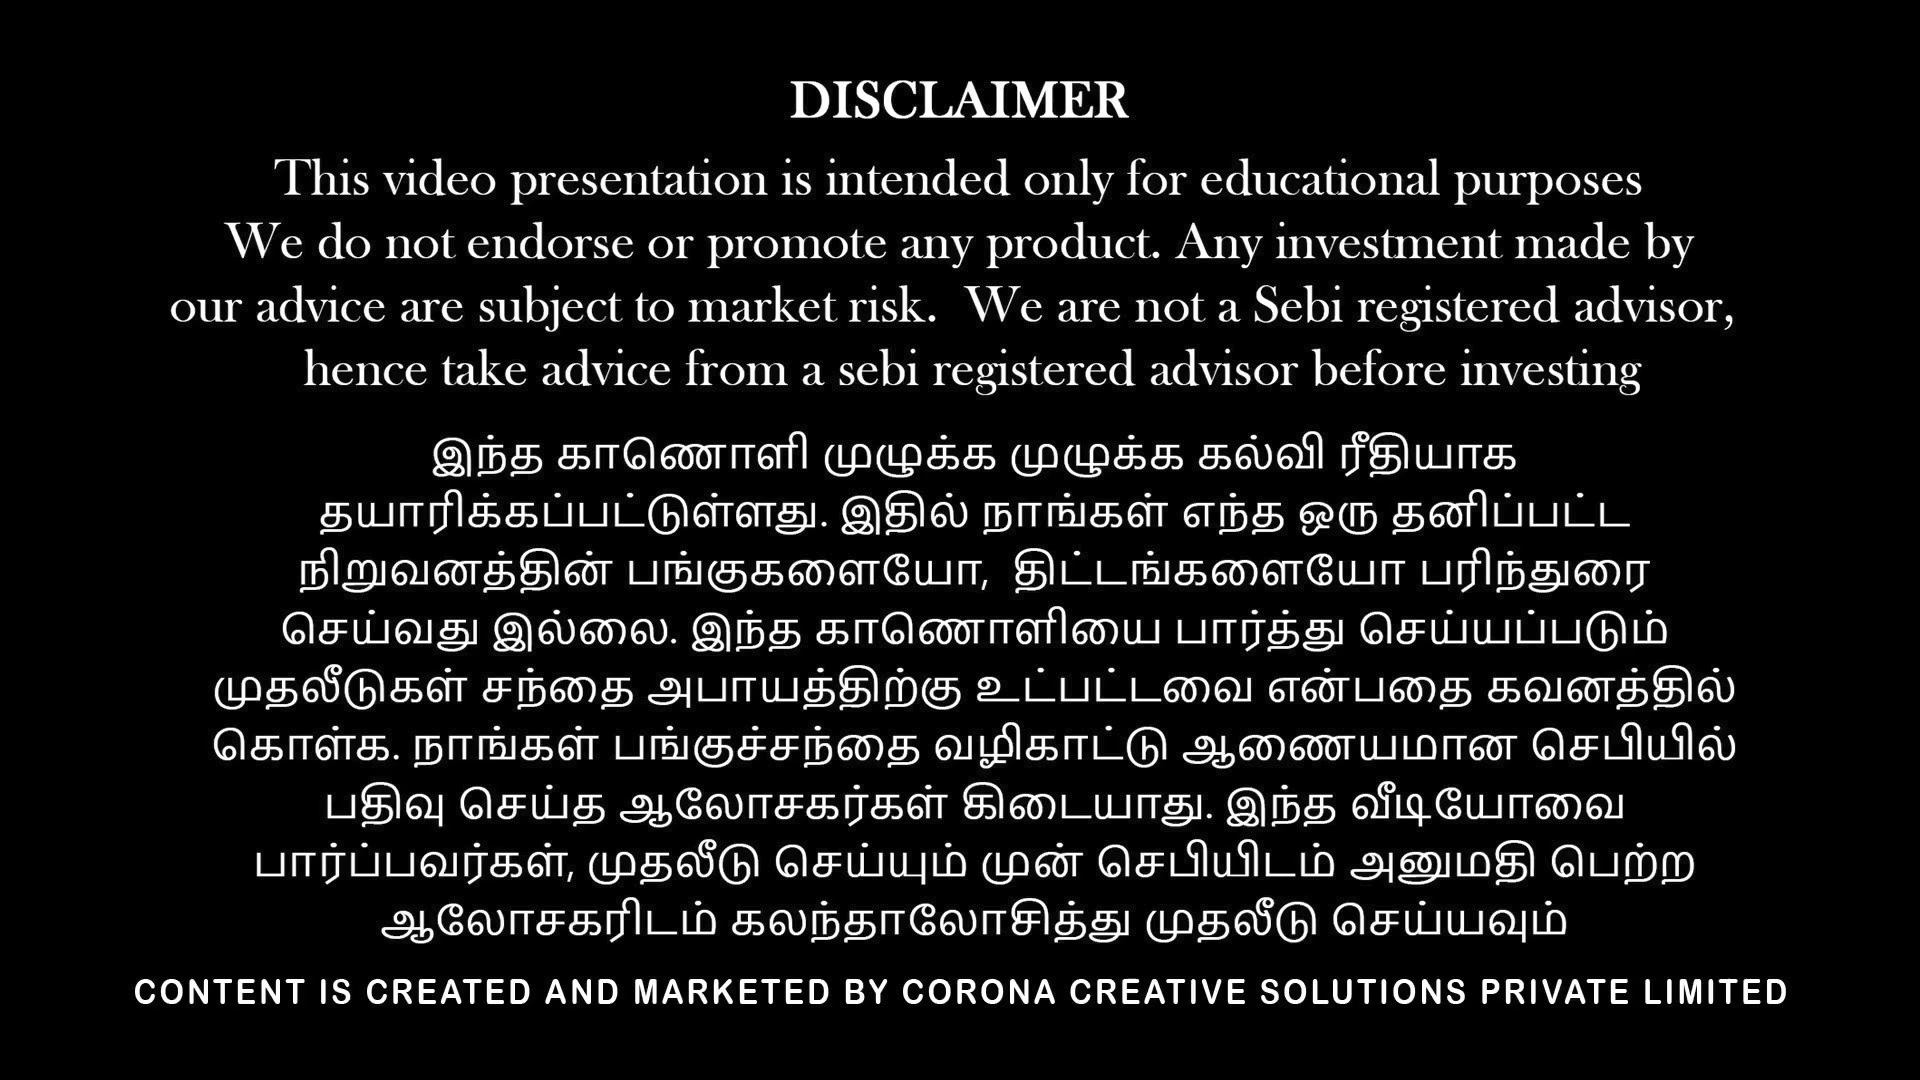 DISCLAIMER
This video presentation is intended only for educational purposes
We do not endorse or promote any product. Any investment made by
our advice are subject to market risk.  We are not a Sebi registered advisor,
hence take advice from a sebi registered advisor before investing
இந்த காணொளி முழுக்க முழுக்க கல்வி ரீதியாக
தயாரிக்கப்பட்டுள்ளது. இதில் நாங்கள் எந்த ஒரு தனிப்பட்ட
நிறுவனத்தின் பங்குகளையோ,  திட்டங்களையோ பரிந்துரை
செய்வது இல்லை. இந்த காணொளியை பார்த்து செய்யப்படும்
முதலீடுகள் சந்தை அபாயத்திற்கு உட்பட்டவை என்பதை கவனத்தில்
கொள்க. நாங்கள் பங்குச்சந்தை வழிகாட்டு ஆணையமான செபியில்
பதிவு செய்த ஆலோசகர்கள் கிடையாது. இந்த வீடியோவை
பார்ப்பவர்கள், முதலீடு செய்யும் முன் செபியிடம் அனுமதி பெற்ற
ஆலோசகரிடம் கலந்தாலோசித்து முதலீடு செய்யவும்
CONTENT IS CREATED AND MARKETED BY CORONA CREATIVE SOLUTIONS PRIVATE LIMITED